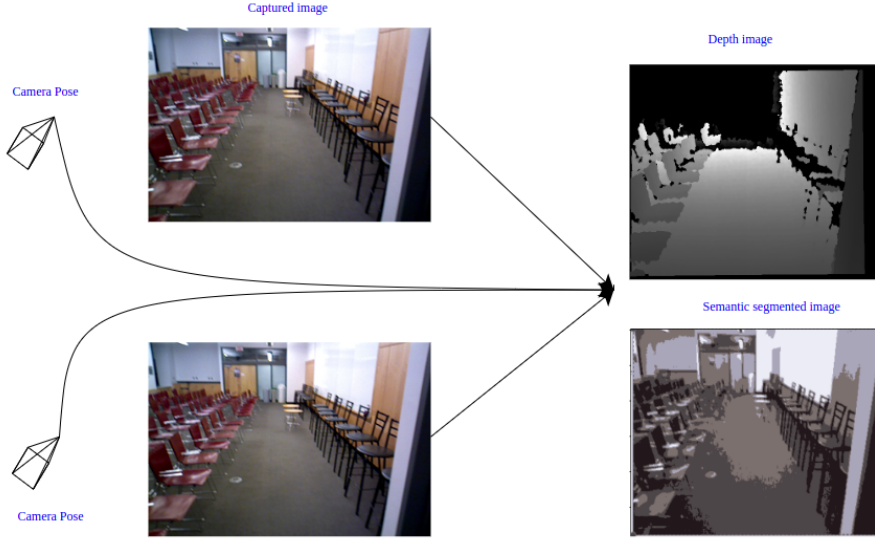 Captured image
Depth image
Camera Pose
Semantic segmented image
Camera Pose